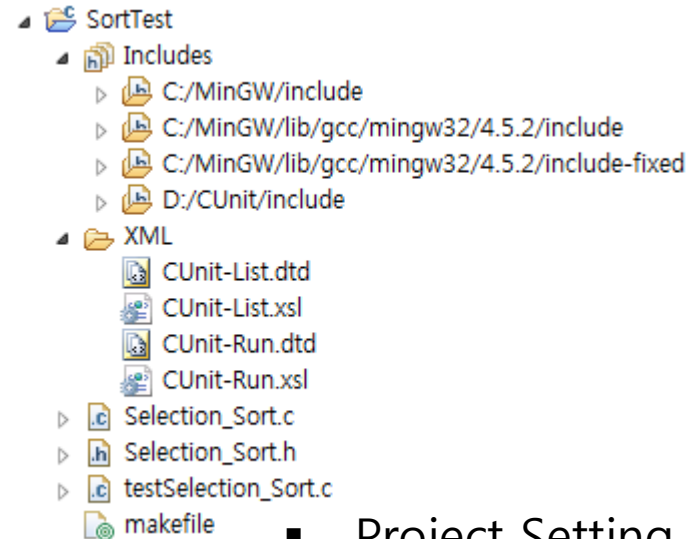 SortTest
Includes
C:/MinGW/include
C:/MinGW/lib/gcc/mingw32/4.5.2/include
C:/MinGW/lib/gcc/mingw32/4.5.2/include-fixed
D:/CUnit/include
XML
CUnit-List.dtd
CUnit-List.xsl
CUnit-Run.dtd
CUnit-Run.xsl
Selection_Sort.c
Selection_Sort.h
testSelection_Sort.c
makefile
▪ Project Setting